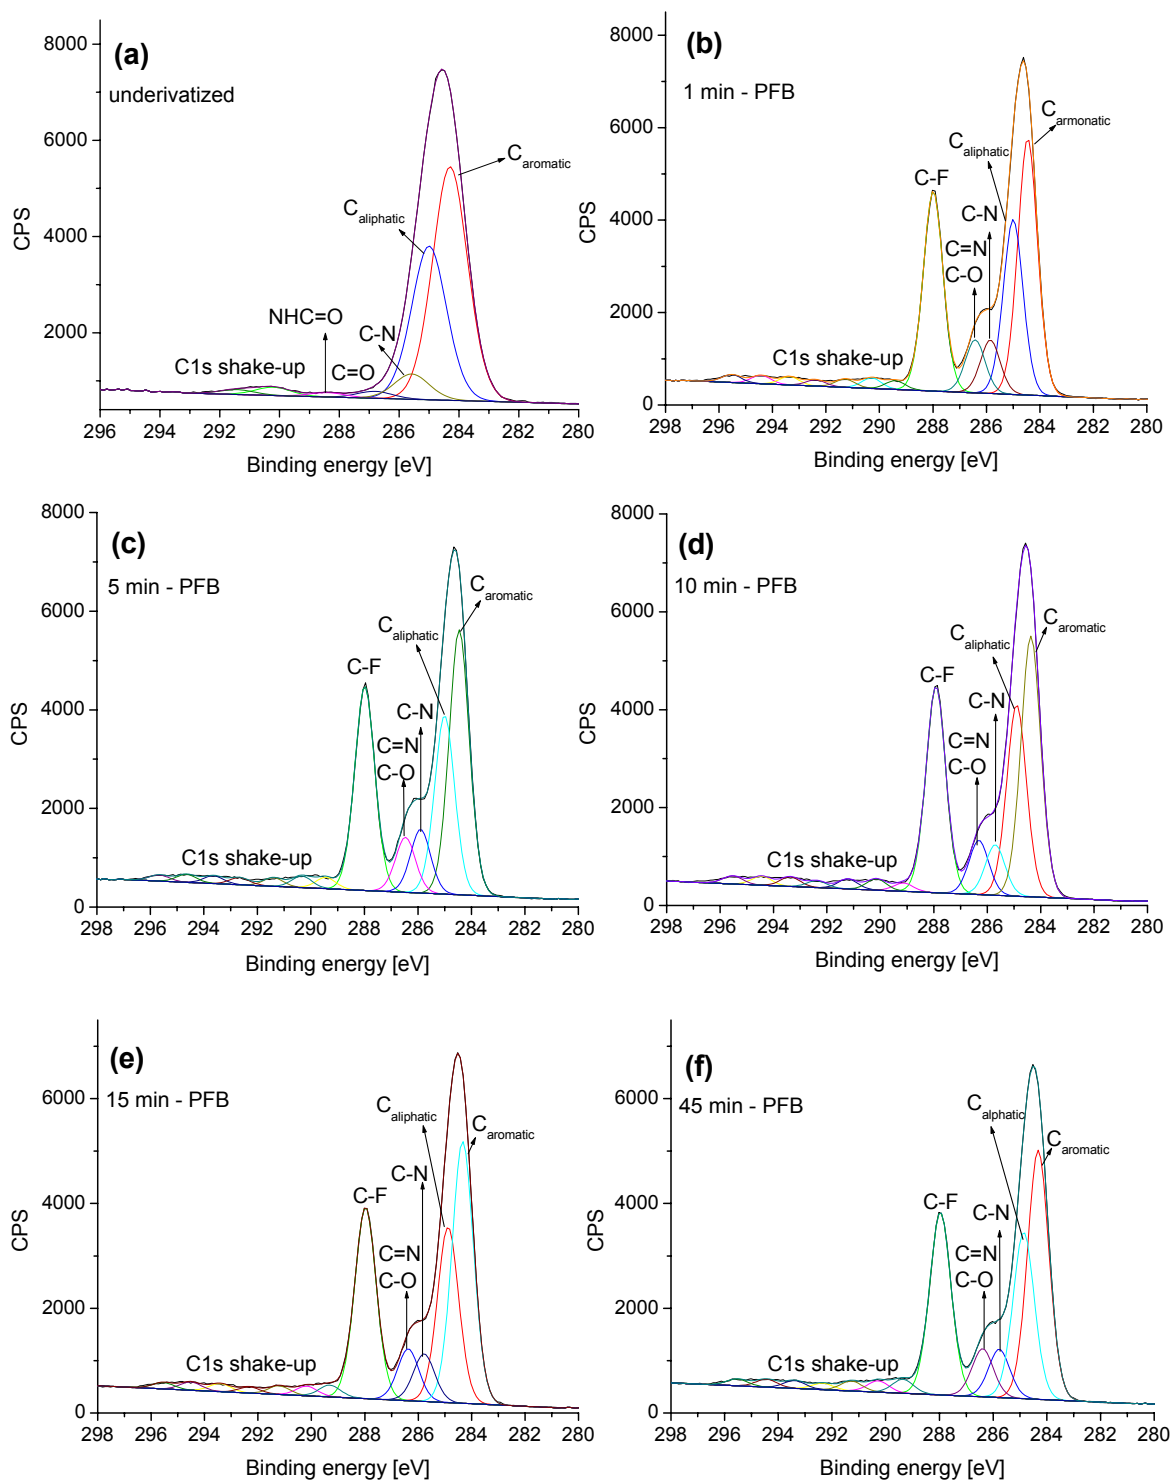 (a)
underivatized
8000
6000
4000
2000
CPS
C aromatic
C aliphatic
NHC=O
C-N
C=O
C1s shake-up
296 294 292 290 288 286 284 282 280
Binding energy [eV]
(b)
1 min - PFB
8000
6000
4000
2000
0
CPS
C armonatic
C aliphatic
C-F
C-N
C=N
C-O
C1s shake-up
298 296 294 292 290 288 286 284 282 280
Binding energy [eV]
(c)
5 min - PFB
8000
6000
4000
2000
0
CPS
C aromatic
C aliphatic
C-F
C-N
C=N
C-O
C1s shake-up
298 296 294 292 290 288 286 284 282 280
Binding energy [eV]
(d)
10 min - PFB
8000
6000
4000
2000
0
CPS
C aromatic
C aliphatic
C-F
C-N
C=N
C-O
C1s shake-up
298 296 294 292 290 288 286 284 282 280
Binding energy [eV]
(e)
15 min - PFB
6000
4000
2000
0
CPS
C aliphatic
C aromatic
C-N
C-F
C=N
C-O
C1s shake-up
298 296 294 292 290 288 286 284 282 280
Binding energy [eV]
(f)
45 min - PFB
6000
4000
2000
0
CPS
C alphatic
C aromatic
C-F
C-N
C=N
C-O
C1s shake-up
298 296 294 292 290 288 286 284 282 280
Binding energy [eV]